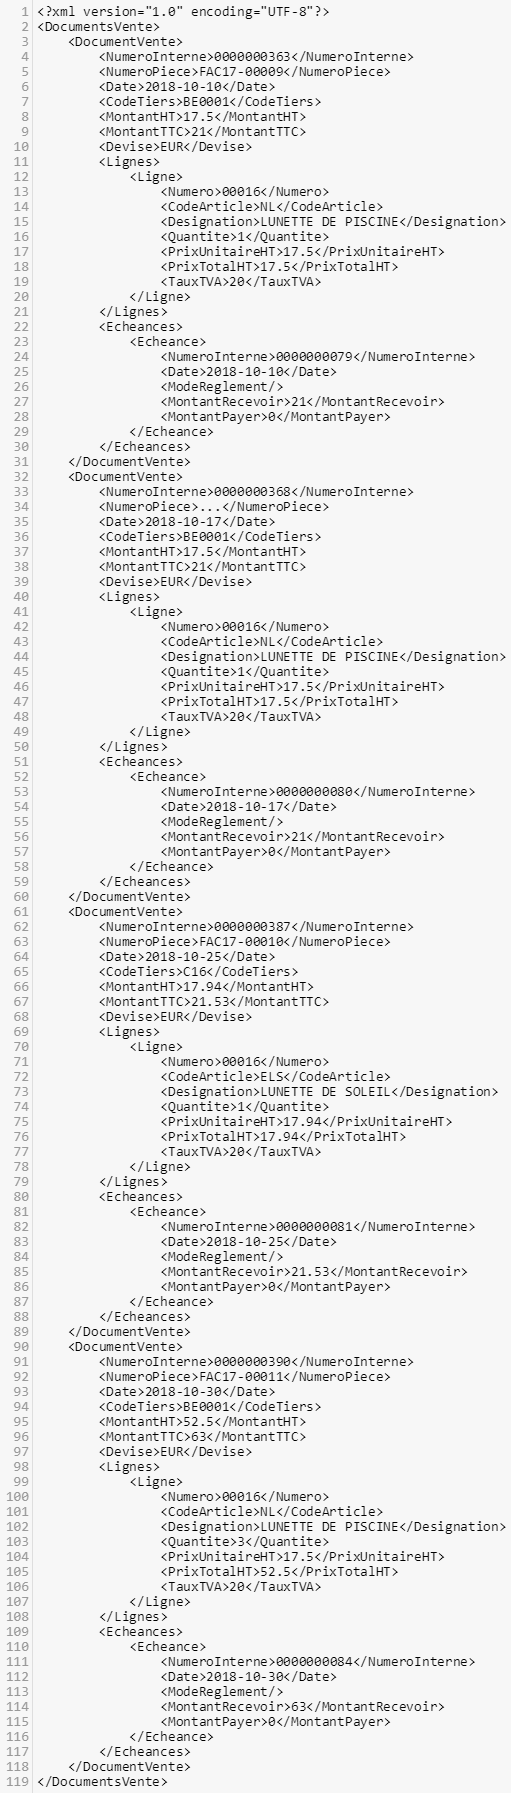 1 <?xml version="1.0" encoding="UTF-8"?>
2 <DocumentsVente>
3 <DocumentVente>
4 <NumeroInterne>0000000363</NumeroInterne>
5 <NumeroPiece>FAC17-00009</NumeroPiece>
6 <Date>2018-10-10</Date>
7 <CodeTiers>BE0001</CodeTiers>
8 <MontantHT>17.5</MontantHT>
9 <MontantTTC>21</MontantTTC>
10 <Devise>EUR</Devise>
11 <Lignes>
12 <Ligne>
13 <Numero>00016</Numero>
14 <CodeArticle>NL</CodeArticle>
15 <Designation>LUNETTE DE PISCINE</Designation>
16 <Quantite>1</Quantite>
17 <PrixUnitaireHT>17.5</PrixUnitaireHT>
18 <PrixTotalHT>17.5</PrixTotalHT>
19 <TauxTVA>20</TauxTVA>
20 </Ligne>
21 </Lignes>
22 <Echeances>
23 <Echeance>
24 <NumeroInterne>0000000079</NumeroInterne>
25 <Date>2018-10-10</Date>
26 <ModeReglement/>
27 <MontantRecevoir>21</MontantRecevoir>
28 <MontantPayer>0</MontantPayer>
29 </Echeance>
30 </Echeances>
31 </DocumentVente>
32 <DocumentVente>
33 <NumeroInterne>0000000368</NumeroInterne>
34 <NumeroPiece>...</NumeroPiece>
35 <Date>2018-10-17</Date>
36 <CodeTiers>BE0001</CodeTiers>
37 <MontantHT>17.5</MontantHT>
38 <MontantTTC>21</MontantTTC>
39 <Devise>EUR</Devise>
40 <Lignes>
41 <Ligne>
42 <Numero>00016</Numero>
43 <CodeArticle>NL</CodeArticle>
44 <Designation>LUNETTE DE PISCINE</Designation>
45 <Quantite>1</Quantite>
46 <PrixUnitaireHT>17.5</PrixUnitaireHT>
47 <PrixTotalHT>17.5</PrixTotalHT>
48 <TauxTVA>20</TauxTVA>
49 </Ligne>
50 </Lignes>
51 <Echeances>
52 <Echeance>
53 <NumeroInterne>0000000080</NumeroInterne>
54 <Date>2018-10-17</Date>
55 <ModeReglement/>
56 <MontantRecevoir>21</MontantRecevoir>
57 <MontantPayer>0</MontantPayer>
58 </Echeance>
59 </Echeances>
60 </DocumentVente>
61 <DocumentVente>
62 <NumeroInterne>0000000387</NumeroInterne>
63 <NumeroPiece>FAC17-00010</NumeroPiece>
64 <Date>2018-10-25</Date>
65 <CodeTiers>C16</CodeTiers>
66 <MontantHT>17.94</MontantHT>
67 <MontantTTC>21.53</MontantTTC>
68 <Devise>EUR</Devise>
69 <Lignes>
70 <Ligne>
71 <Numero>00016</Numero>
72 <CodeArticle>ELS</CodeArticle>
73 <Designation>LUNETTE DE SOLEIL</Designation>
74 <Quantite>1</Quantite>
75 <PrixUnitaireHT>17.94</PrixUnitaireHT>
76 <PrixTotalHT>17.94</PrixTotalHT>
77 <TauxTVA>20</TauxTVA>
78 </Ligne>
79 </Lignes>
80 <Echeances>
81 <Echeance>
82 <NumeroInterne>0000000081</NumeroInterne>
83 <Date>2018-10-25</Date>
84 <ModeReglement/>
85 <MontantRecevoir>21.53</MontantRecevoir>
86 <MontantPayer>0</MontantPayer>
87 </Echeance>
88 </Echeances>
89 </DocumentVente>
90 <DocumentVente>
91 <NumeroInterne>0000000390</NumeroInterne>
92 <NumeroPiece>FAC17-00011</NumeroPiece>
93 <Date>2018-10-30</Date>
94 <CodeTiers>BE0001</CodeTiers>
95 <MontantHT>52.5</MontantHT>
96 <MontantTTC>63</MontantTTC>
97 <Devise>EUR</Devise>
98 <Lignes>
99 <Ligne>
100 <Numero>00016</Numero>
101 <CodeArticle>NL</CodeArticle>
102 <Designation>LUNETTE DE PISCINE</Designation>
103 <Quantite>3</Quantite>
104 <PrixUnitaireHT>17.5</PrixUnitaireHT>
105 <PrixTotalHT>52.5</PrixTotalHT>
106 <TauxTVA>20</TauxTVA>
107 </Ligne>
108 </Lignes>
109 <Echeances>
110 <Echeance>
111 <NumeroInterne>0000000084</NumeroInterne>
112 <Date>2018-10-30</Date>
113 <ModeReglement/>
114 <MontantRecevoir>63</MontantRecevoir>
115 <MontantPayer>0</MontantPayer>
116 </Echeance>
117 </Echeances>
118 </DocumentVente>
119 </DocumentsVente>